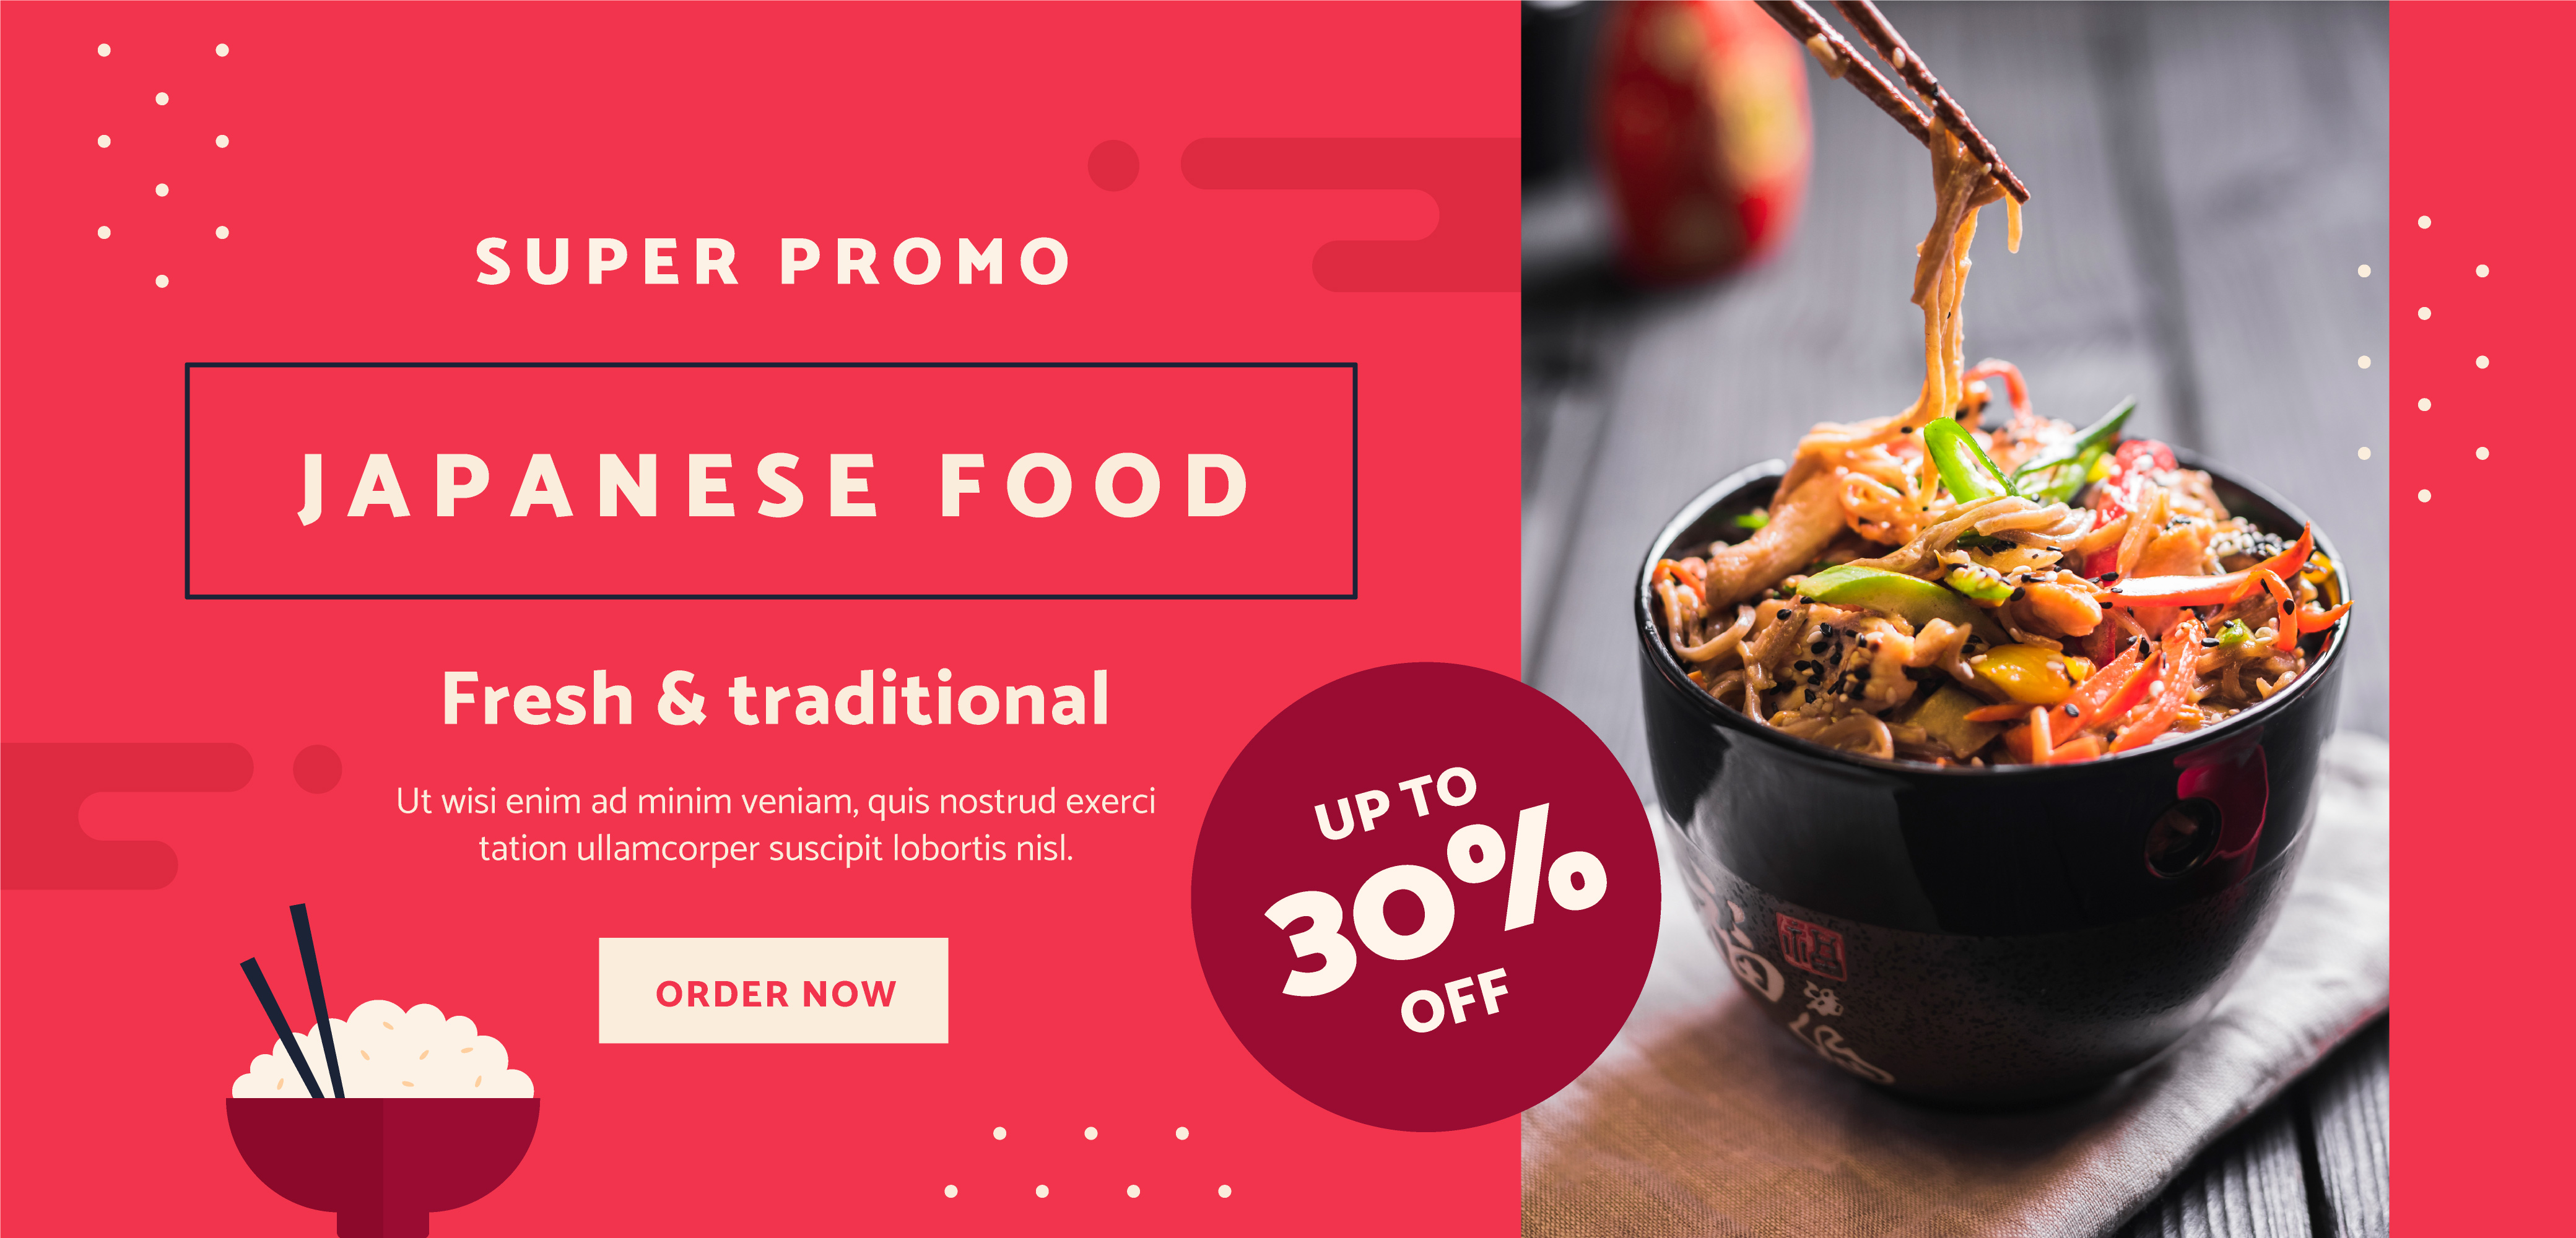 SUPER PROMO
JAPANESE FOOD
Fresh & traditional
Ut wisi enim ad minim veniam, quis nostrud exerci
tation ullamcorper suscipit lobortis nisl.
ORDER NOW
UP TO
30%
OFF